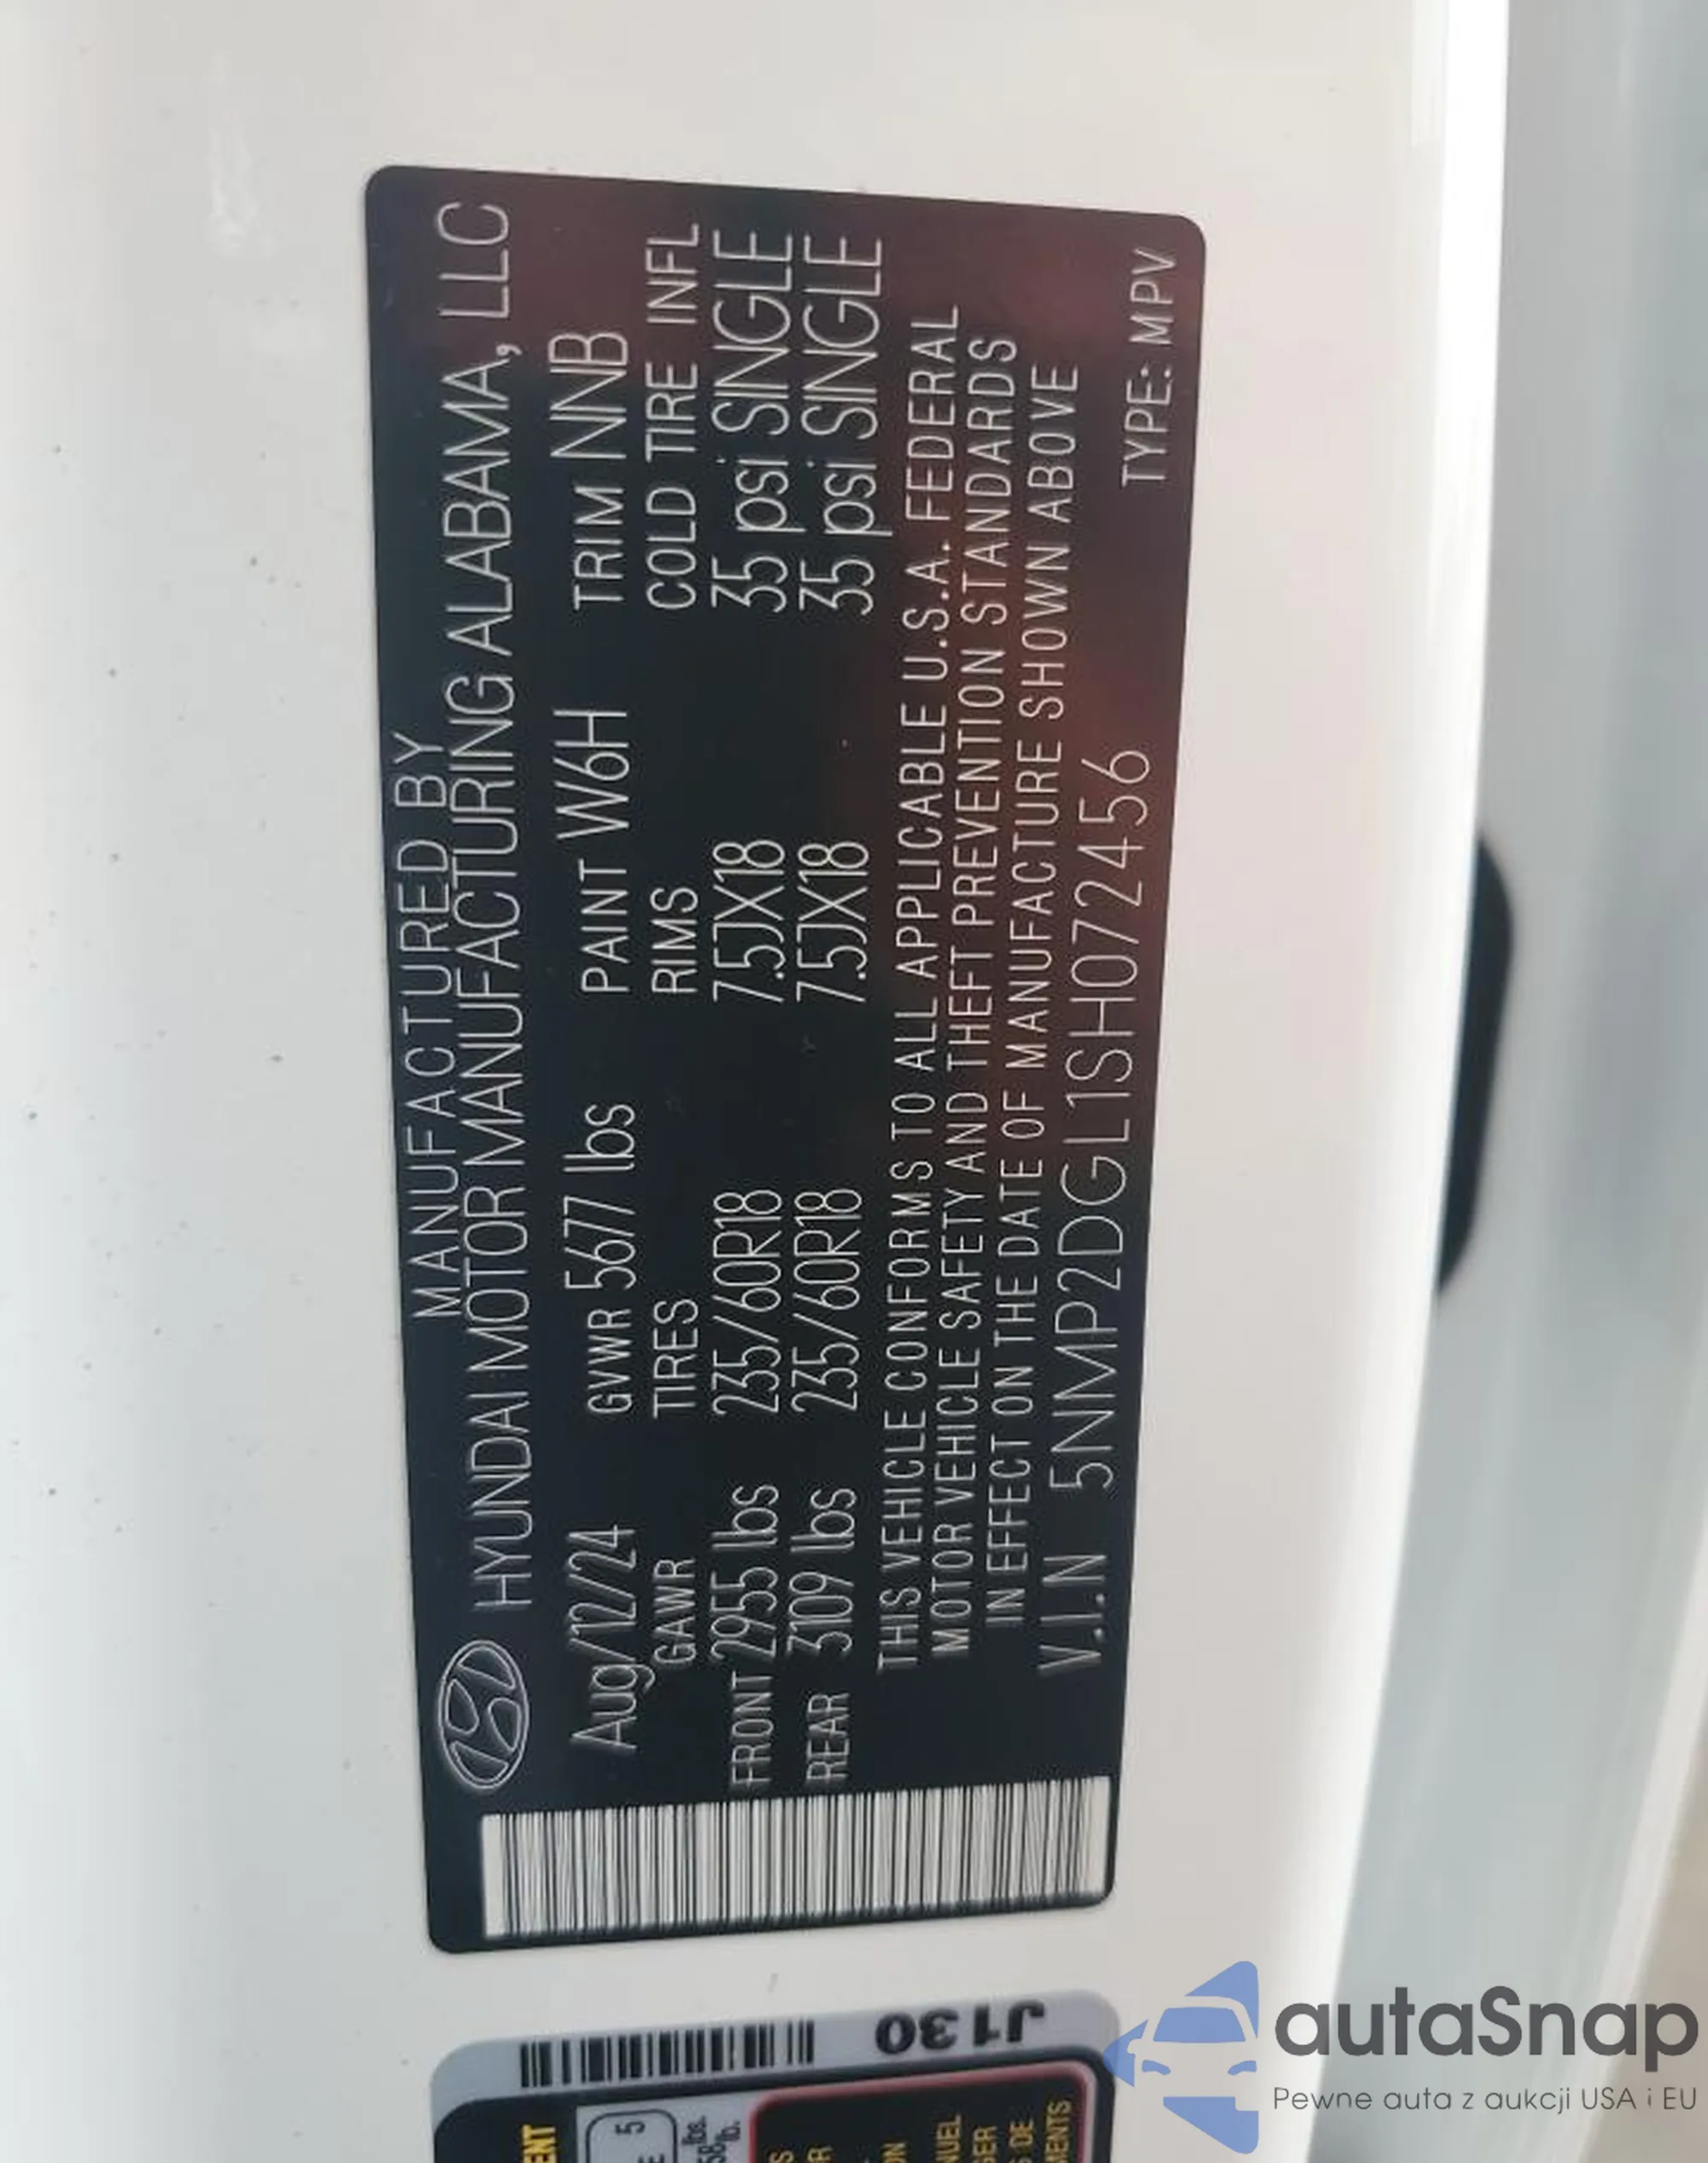 MANUFACTURED BY
HYUNDAI MOTOR MANUFACTURING ALABAMA, LLC
Aug/12/24 GVWR 5677 lbs PAINT W6H TRIM NNB
GAWR TIRES RIMS COLD TIRE INFL
FRONT 2955 lbs 235/60R18 7.5JX18 35 psi SINGLE
REAR 3109 lbs 235/60R18 7.5JX18 35 psi SINGLE
THIS VEHICLE CONFORMS TO ALL APPLICABLE U.S.A. FEDERAL
MOTOR VEHICLE SAFETY AND THEFT PREVENTION STANDARDS
IN EFFECT ON THE DATE OF MANUFACTURE SHOWN ABOVE
V.I.N 5NMP2DGL1SH072456 TYPE: MPV
J130
5
lbs.
lb.
DE
autaSnap
Pewne auta z aukcji USA i EU